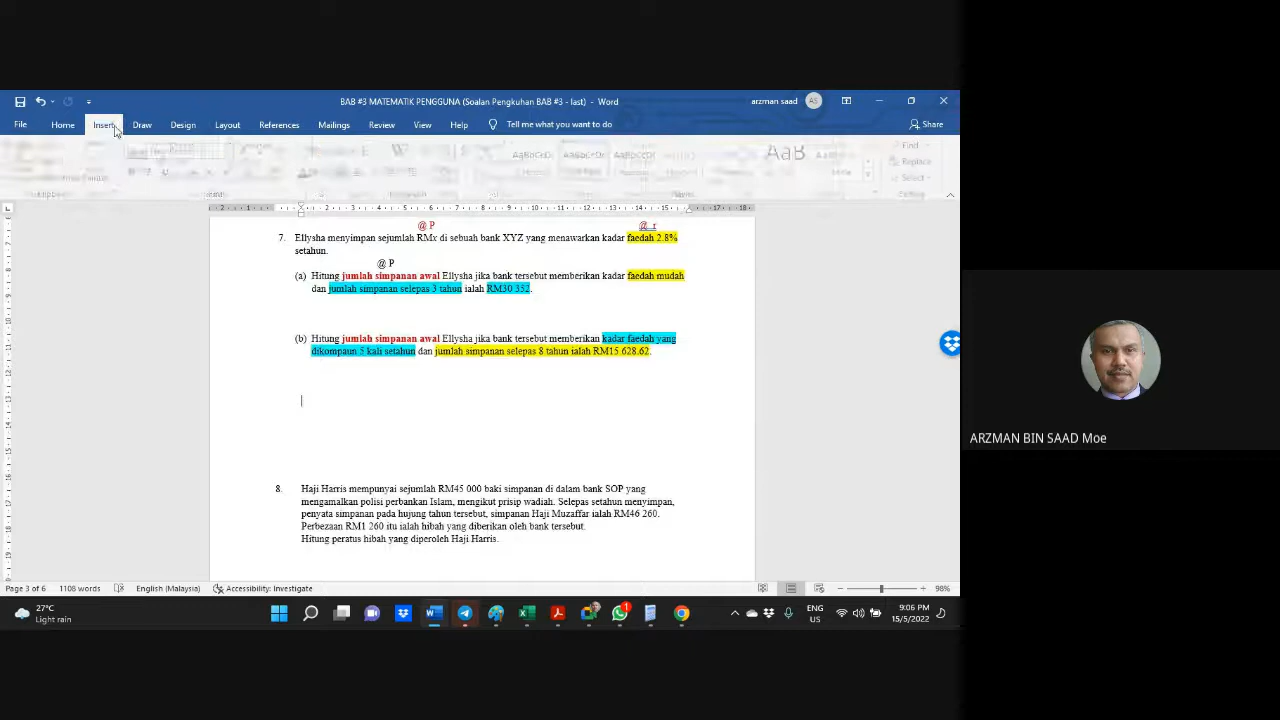 BAB #3 MATEMATIK PENGGUNA (Soalan Pengkuhan BAB #3 - last) - Word
arzman saad
AS
File Home Insert Draw Design Layout References Mailings Review View Help Tell me what you want to do Share
Find
Replace
Select
@ P @ r
7. Ellysha menyimpan sejumlah RMx di sebuah bank XYZ yang menawarkan kadar faedah 2.8%
setahun.
@ P
(a) Hitung jumlah simpanan awal Ellysha jika bank tersebut memberikan kadar faedah mudah
dan jumlah simpanan selepas 3 tahun ialah RM30 352.
(b) Hitung jumlah simpanan awal Ellysha jika bank tersebut memberikan kadar faedah yang
dikompaun 5 kali setahun dan jumlah simpanan selepas 8 tahun ialah RM15 628.62.
8. Haji Harris mempunyai sejumlah RM45 000 baki simpanan di dalam bank SOP yang
mengamalkan polisi perbankan Islam, mengikut prisip wadiah. Selepas setahun menyimpan,
penyata simpanan pada hujung tahun tersebut, simpanan Haji Muzaffar ialah RM46 260.
Perbezaan RM1 260 itu ialah hibah yang diberikan oleh bank tersebut.
Hitung peratus hibah yang diperoleh Haji Harris.
ARZMAN BIN SAAD Moe
Page 3 of 6 1108 words English (Malaysia) Accessibility: Investigate 98%
27°C
Light rain
ENG
US
9:06 PM
15/5/2022